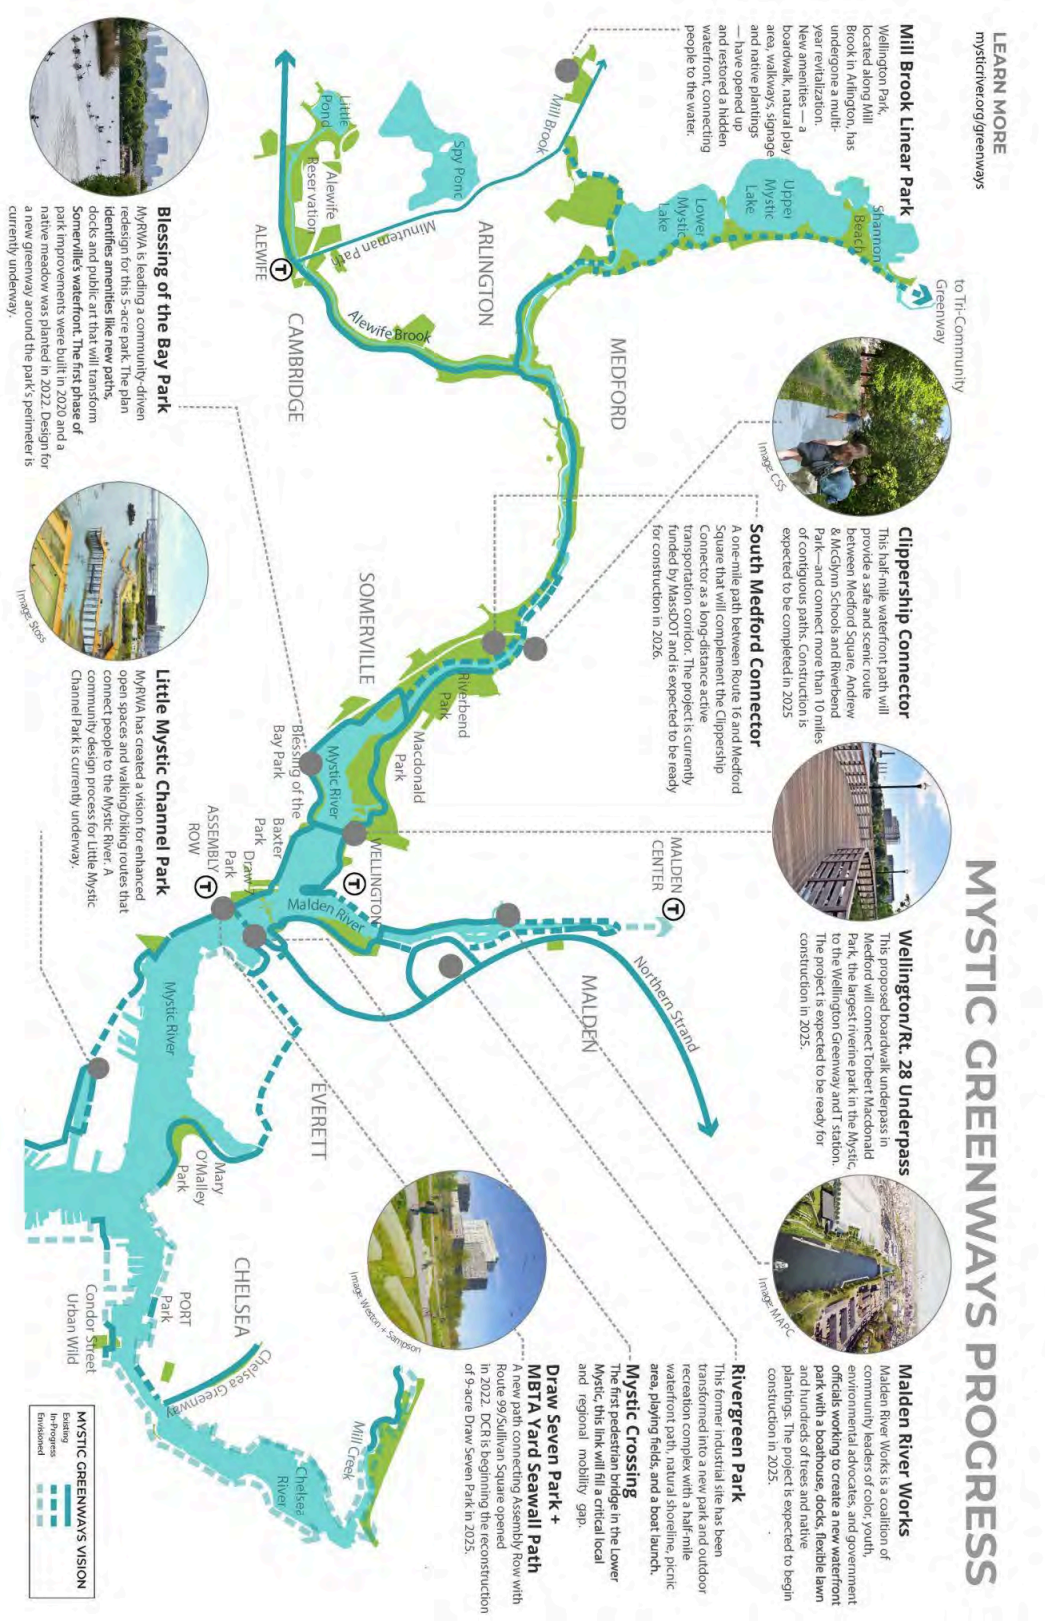 LEARN MORE
mysticriver.org/greenways
MYSTIC GREENWAYS PROGRESS
Mill Brook Linear Park
Wellington Park,
located along Mill
Brook in Arlington, has
undergone a multi-
year revitalization.
New amenities — a
boardwalk, natural play
area, walkways, signage
and native plantings
— have opened up
and restored a hidden
waterfront, connecting
people to the water.
Clippership Connector
This half-mile waterfront path will
provide a safe and scenic route
between Medford Square, Andrew
& McGlynn Schools and Riverbend
Park—and connect more than 10 miles
of contiguous paths. Construction is
expected to be completed in 2025
Image: CSS
South Medford Connector
A one-mile path between Route 16 and Medford
Square that will complement the Clippership
Connector as a long-distance active
transportation corridor. The project is currently
funded by MassDOT and is expected to be ready
for construction in 2026.
Wellington/Rt. 28 Underpass
This proposed boardwalk underpass in
Medford will connect Torbert Macdonald
Park, the largest riverine park in the Mystic,
to the Wellington Greenway and T station.
The project is expected to be ready for
construction in 2025.
Malden River Works
Malden River Works is a coalition of
community leaders of color, youth,
environmental advocates, and government
officials working to create a new waterfront
park with a boathouse, docks, flexible lawn
and hundreds of trees and native
plantings. The project is expected to begin
construction in 2025.
Image: MAPC
Rivergreen Park
This former industrial site has been
transformed into a new park and outdoor
recreation complex with a half-mile
waterfront path, natural shoreline, picnic
area, playing fields, and a boat launch.
Mystic Crossing
The first pedestrian bridge in the Lower
Mystic, this link will fill a critical local
and regional mobility gap.
Draw Seven Park +
MBTA Yard Seawall Path
A new path connecting Assembly Row with
Route 99/Sullivan Square opened
in 2022. DCR is beginning the reconstruction
of 9-acre Draw Seven Park in 2025.
Image: Weston + Sampson
Blessing of the Bay Park
MyRWA is leading a community-driven
redesign for this 5-acre park. The plan
identifies amenities like new paths,
docks and public art that will transform
Somerville's waterfront. The first phase of
park improvements were built in 2020 and a
native meadow was planted in 2022. Design for
a new greenway around the park's perimeter is
currently underway.
Image: Stoss
Little Mystic Channel Park
MyRWA has created a vision for enhanced
open spaces and walking/biking routes that
connect people to the Mystic River. A
community design process for Little Mystic
Channel Park is currently underway.
to Tri-Community
Greenway
Shannon
Beach
Upper
Mystic
Lake
Lower
Mystic
Lake
Mill Brook
Spy Pond
Little
Pond
Alewife
Reservation
Minuteman Path
ARLINGTON
ALEWIFE
T
Alewife Brook
CAMBRIDGE
MEDFORD
SOMERVILLE
Riverbend
Park
Macdonald
Park
Mystic River
Blessing of the
Bay Park
WELLINGTON
T
Baxter
Park
Draw 7
Park
ASSEMBLY
ROW
T
Malden River
MALDEN
CENTER
T
MALDEN
Northern Strand
Mystic River
EVERETT
Mary
O'Malley
Park
CHELSEA
PORT
Park
Condor Street
Urban Wild
Chelsea Greenway
Mill Creek
Chelsea
River
MYSTIC GREENWAYS VISION
Existing
In-Progress
Envisioned